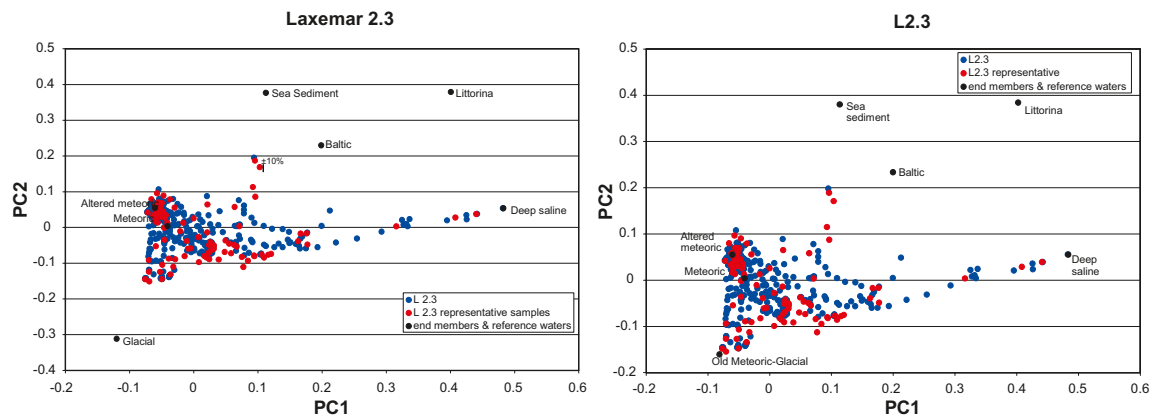 Laxemar 2.3
PC2
0.5
0.4
0.3
0.2
0.1
0
-0.1
-0.2
-0.3
0.4
-0.2
-0.1
0
0.1
0.2
0.3
0.4
0.5
0.6
PC1
Sea Sediment
Littorina
Baltic
±10%
Altered meteoric
Meteoric
Deep saline
Glacial
L 2.3
L 2.3 representative samples
end members & reference waters
L2.3
PC2
0.5
0.4
0.3
0.2
0.1
0
-0.1
-0.2
-0.2
-0.1
0
0.1
0.2
0.3
0.4
0.5
0.6
PC1
L2.3
L2.3 representative
end members & reference waters
Sea
sediment
Littorina
Baltic
Altered
meteoric
Meteoric
Deep
saline
Old Meteoric-Glacial